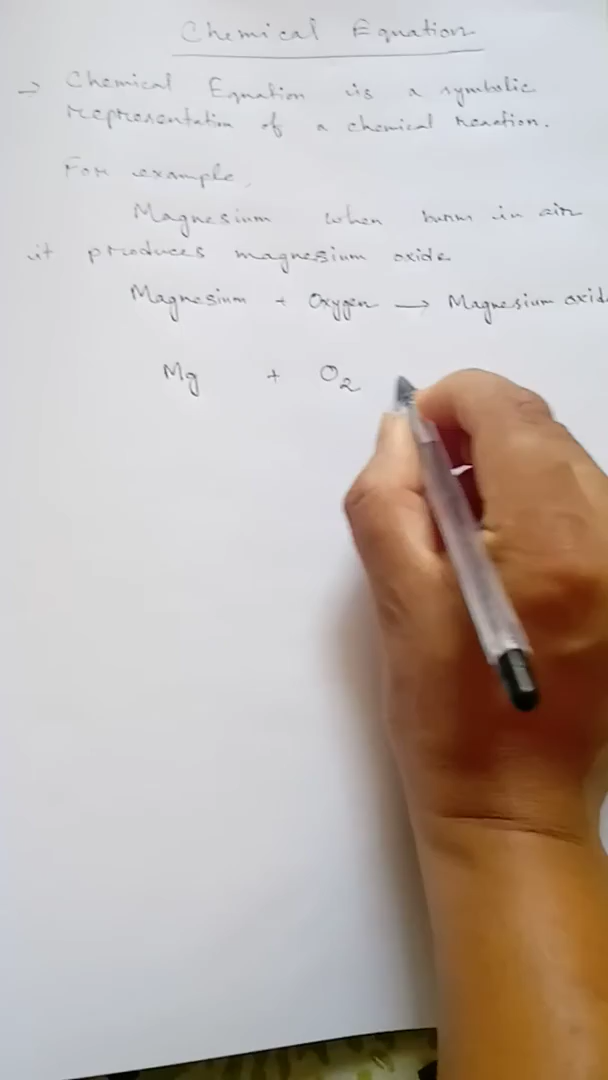 Chemical Equation
→ Chemical Equation is a symbolic
representation of a chemical reaction.
For example,
Magnesium when burns in air
it produces magnesium oxide
Magnesium + Oxygen → Magnesium oxide
Mg + O2